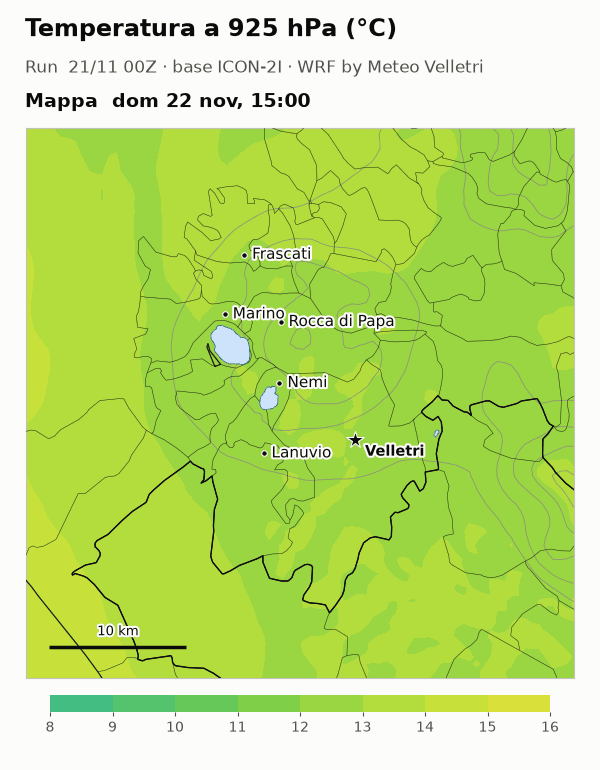 Temperatura a 925 hPa (°C)
Run  21/11 00Z · base ICON-2I · WRF by Meteo Velletri
Mappa  dom 22 nov, 15:00
Frascati
Marino
Rocca di Papa
Nemi
Velletri
Lanuvio
10 km
8 9 10 11 12 13 14 15 16